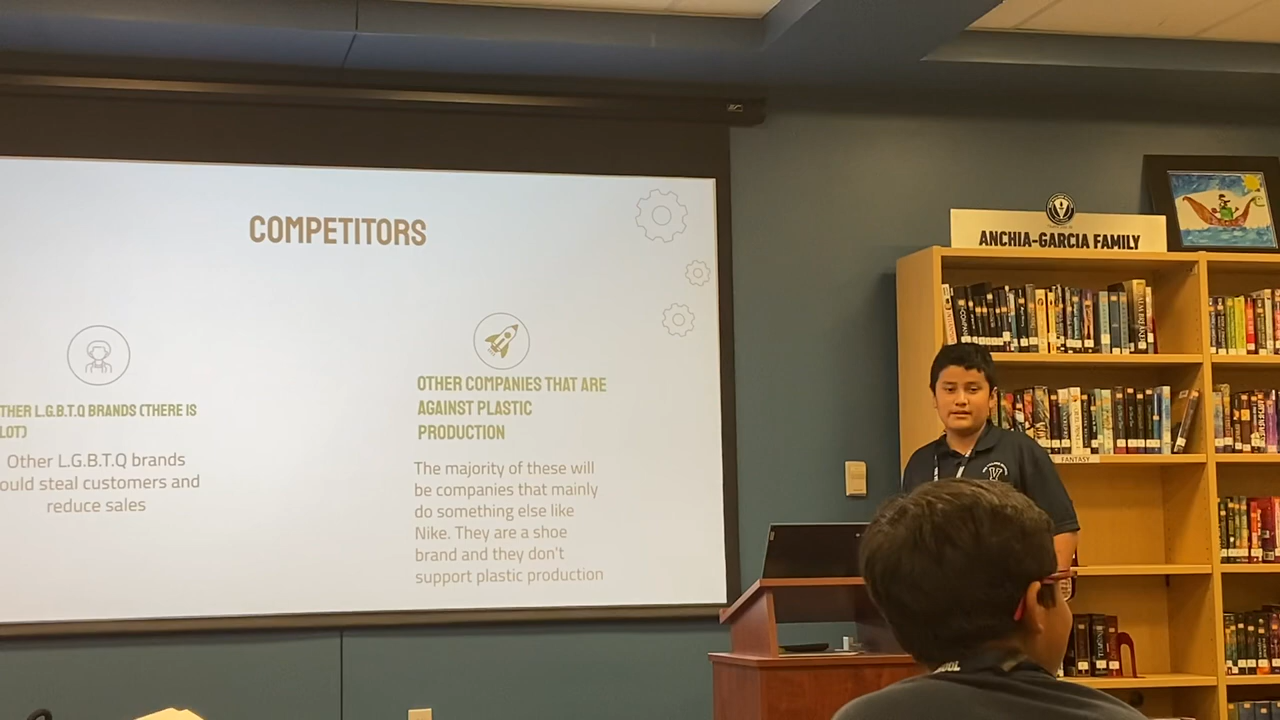 COMPETITORS
THER L.G.B.T.Q BRANDS (THERE IS
LOT)
Other L.G.B.T.Q brands
ould steal customers and
reduce sales
OTHER COMPANIES THAT ARE
AGAINST PLASTIC
PRODUCTION
The majority of these will
be companies that mainly
do something else like
Nike. They are a shoe
brand and they don't
support plastic production
ANCHIA-GARCIA FAMILY
FANTASY